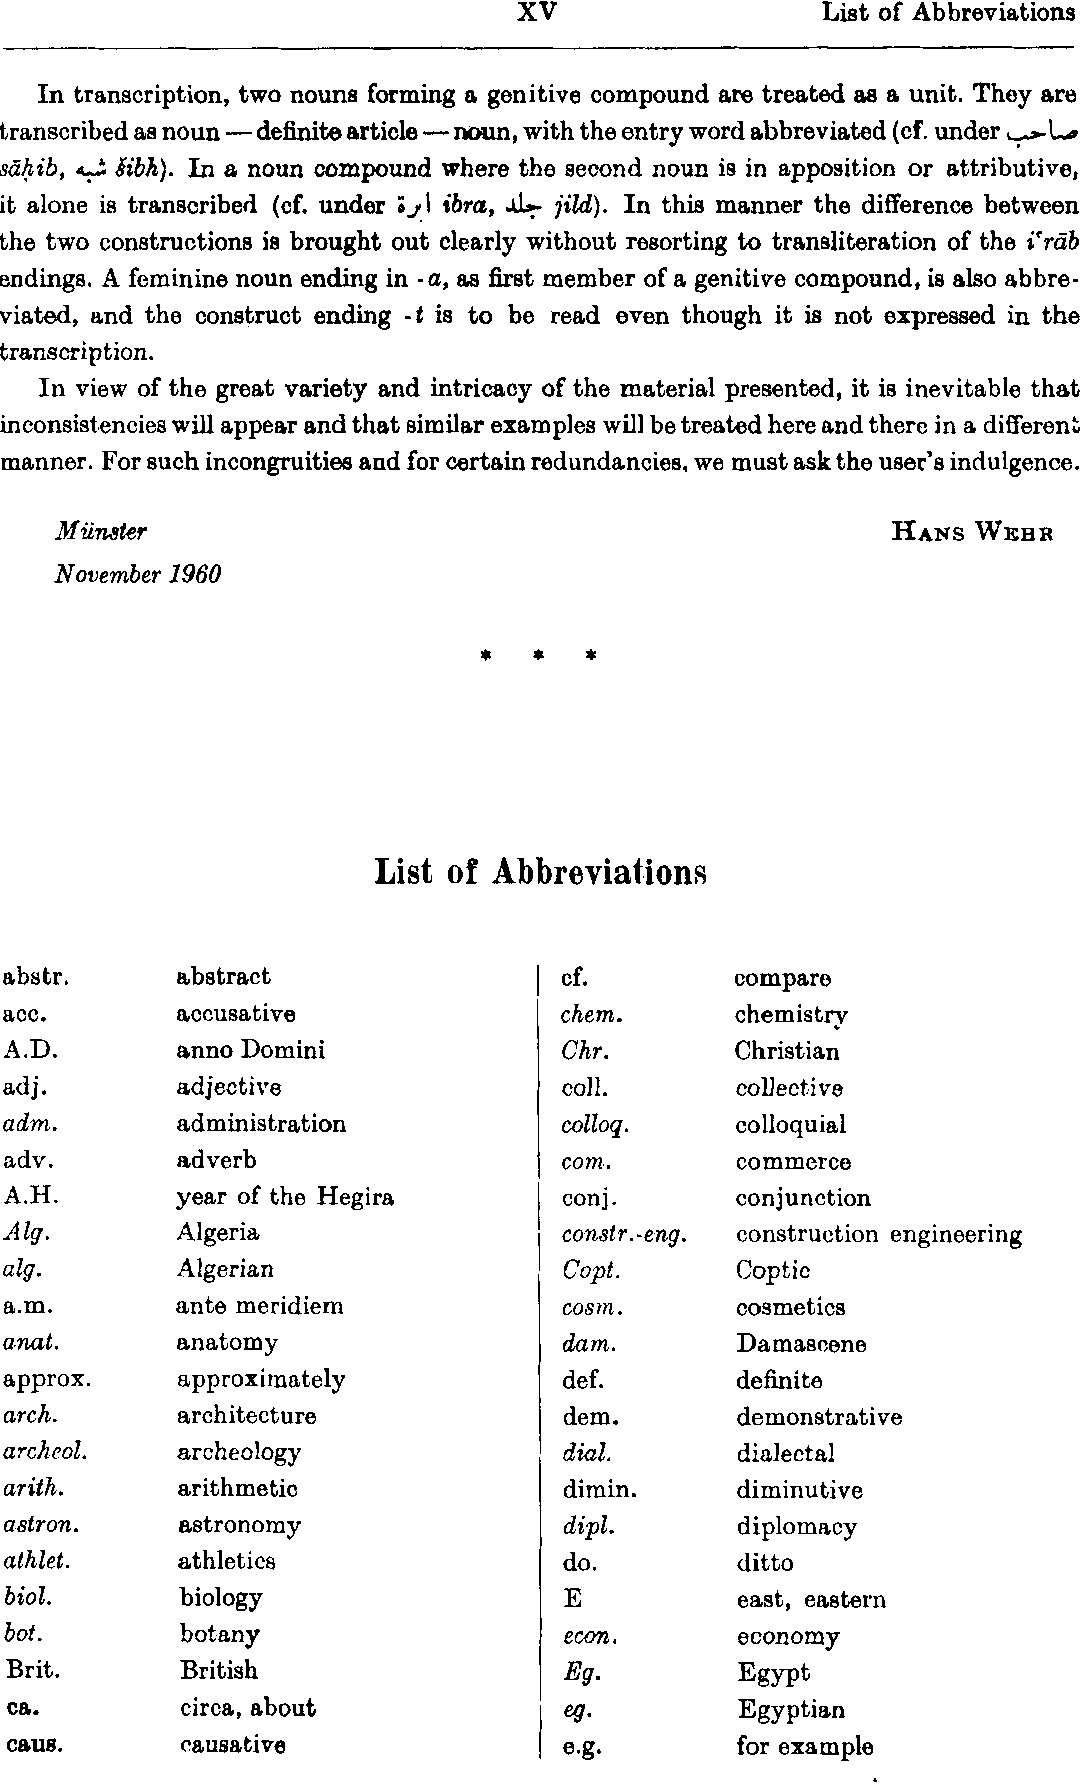 XV List of Abbreviations
In transcription, two nouns forming a genitive compound are treated as a unit. They are
transcribed as noun — definite article — noun, with the entry word abbreviated (cf. under صاحب
ṣāḥib, شبه šibh). In a noun compound where the second noun is in apposition or attributive,
it alone is transcribed (cf. under ابرة ibra, جلد jild). In this manner the difference between
the two constructions is brought out clearly without resorting to transliteration of the iʿrāb
endings. A feminine noun ending in -a, as first member of a genitive compound, is also abbre-
viated, and the construct ending -t is to be read even though it is not expressed in the
transcription.
In view of the great variety and intricacy of the material presented, it is inevitable that
inconsistencies will appear and that similar examples will be treated here and there in a different
manner. For such incongruities and for certain redundancies, we must ask the user's indulgence.
Münster HANS WEHR
November 1960
* * *
List of Abbreviations
abstr. abstract
acc. accusative
A.D. anno Domini
adj. adjective
adm. administration
adv. adverb
A.H. year of the Hegira
Alg. Algeria
alg. Algerian
a.m. ante meridiem
anat. anatomy
approx. approximately
arch. architecture
archeol. archeology
arith. arithmetic
astron. astronomy
athlet. athletics
biol. biology
bot. botany
Brit. British
ca. circa, about
caus. causative
cf. compare
chem. chemistry
Chr. Christian
coll. collective
colloq. colloquial
com. commerce
conj. conjunction
constr.-eng. construction engineering
Copt. Coptic
cosm. cosmetics
dam. Damascene
def. definite
dem. demonstrative
dial. dialectal
dimin. diminutive
dipl. diplomacy
do. ditto
E east, eastern
econ. economy
Eg. Egypt
eg. Egyptian
e.g. for example